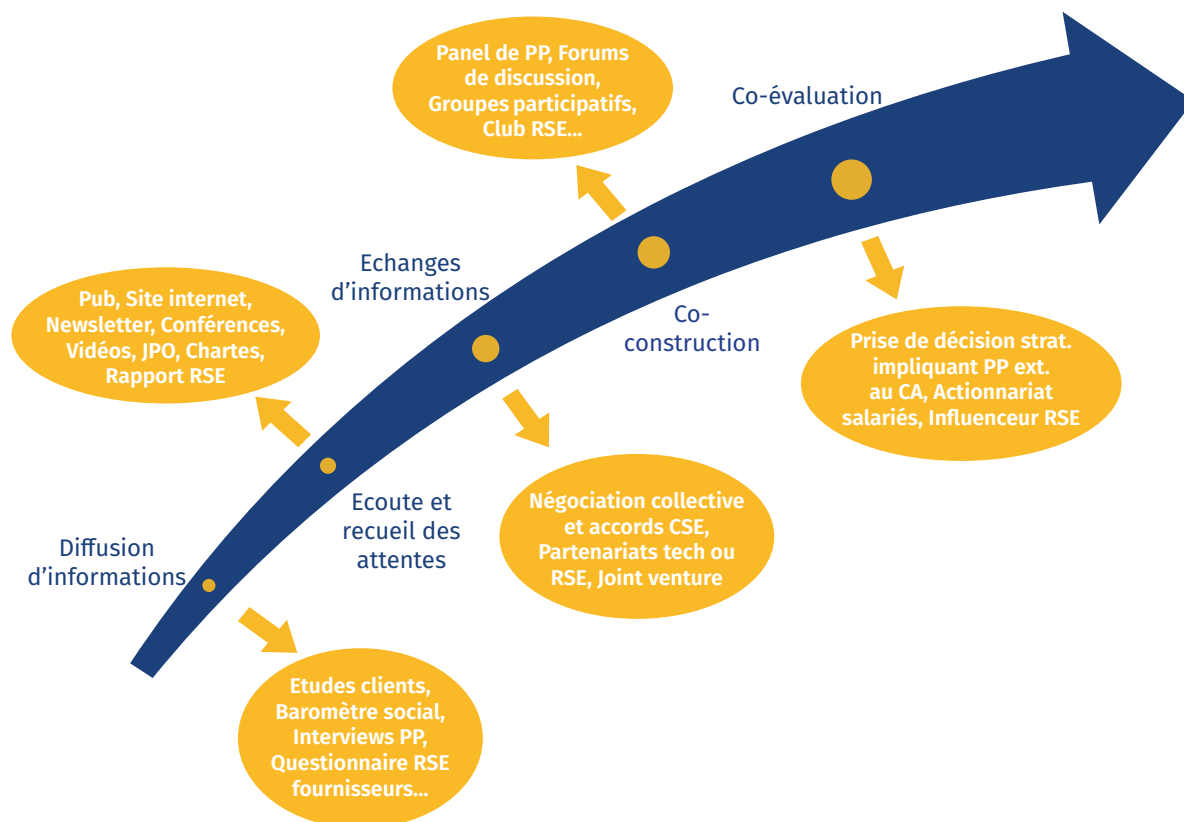 Panel de PP, Forums
de discussion,
Groupes participatifs,
Club RSE...
Co-évaluation
Echanges
d'informations
Pub, Site internet,
Newsletter, Conférences,
Vidéos, JPO, Chartes,
Rapport RSE
Co-
construction
Prise de décision strat.
impliquant PP ext.
au CA, Actionnariat
salariés, Influenceur RSE
Ecoute et
recueil des
attentes
Négociation collective
et accords CSE,
Partenariats tech ou
RSE, Joint venture
Diffusion
d'informations
Etudes clients,
Baromètre social,
Interviews PP,
Questionnaire RSE
fournisseurs...